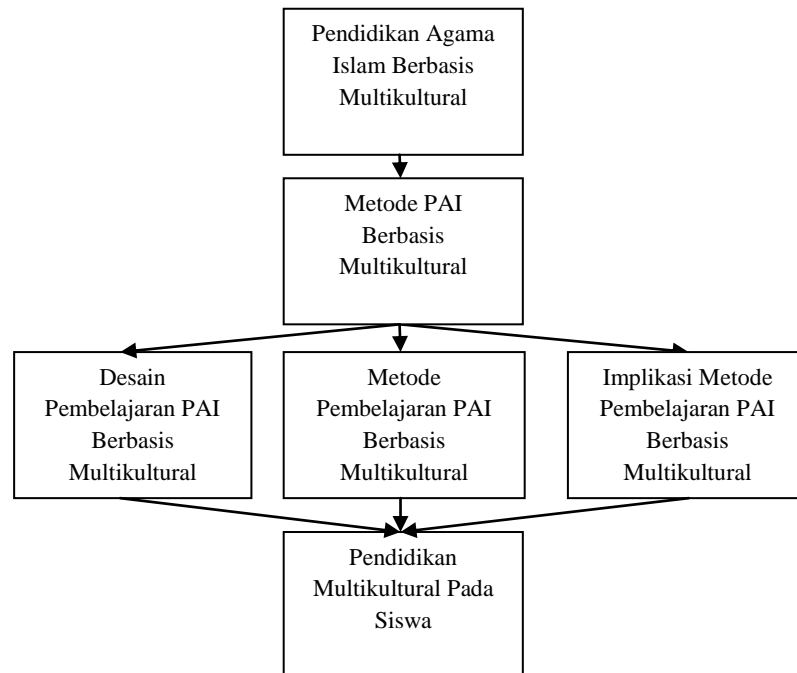 Pendidikan Agama
Islam Berbasis
Multikultural
Metode PAI
Berbasis
Multikultural
Desain
Pembelajaran PAI
Berbasis
Multikultural
Metode
Pembelajaran PAI
Berbasis
Multikultural
Implikasi Metode
Pembelajaran PAI
Berbasis
Multikultural
Pendidikan
Multikultural Pada
Siswa